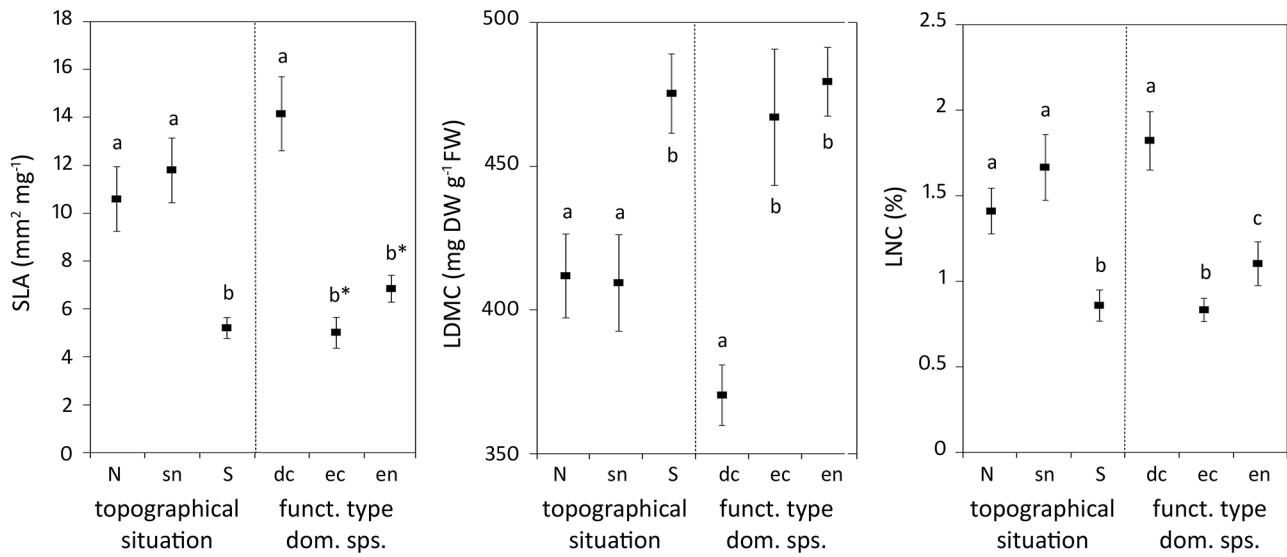 SLA (mm² mg⁻¹)
18
16
14
12
10
8
6
4
2
0
a
a
b
a
b*
b*
N sn S dc ec en
topographical situation
funct. type dom. sps.
LDMC (mg DW g⁻¹FW)
500
450
400
350
a
a
b
a
b
b
N sn S dc ec en
topographical situation
funct. type dom. sps.
LNC (%)
2.5
2
1.5
1
0.5
0
a
a
b
a
b
c
N sn S dc ec en
topographical situation
funct. type dom. sps.